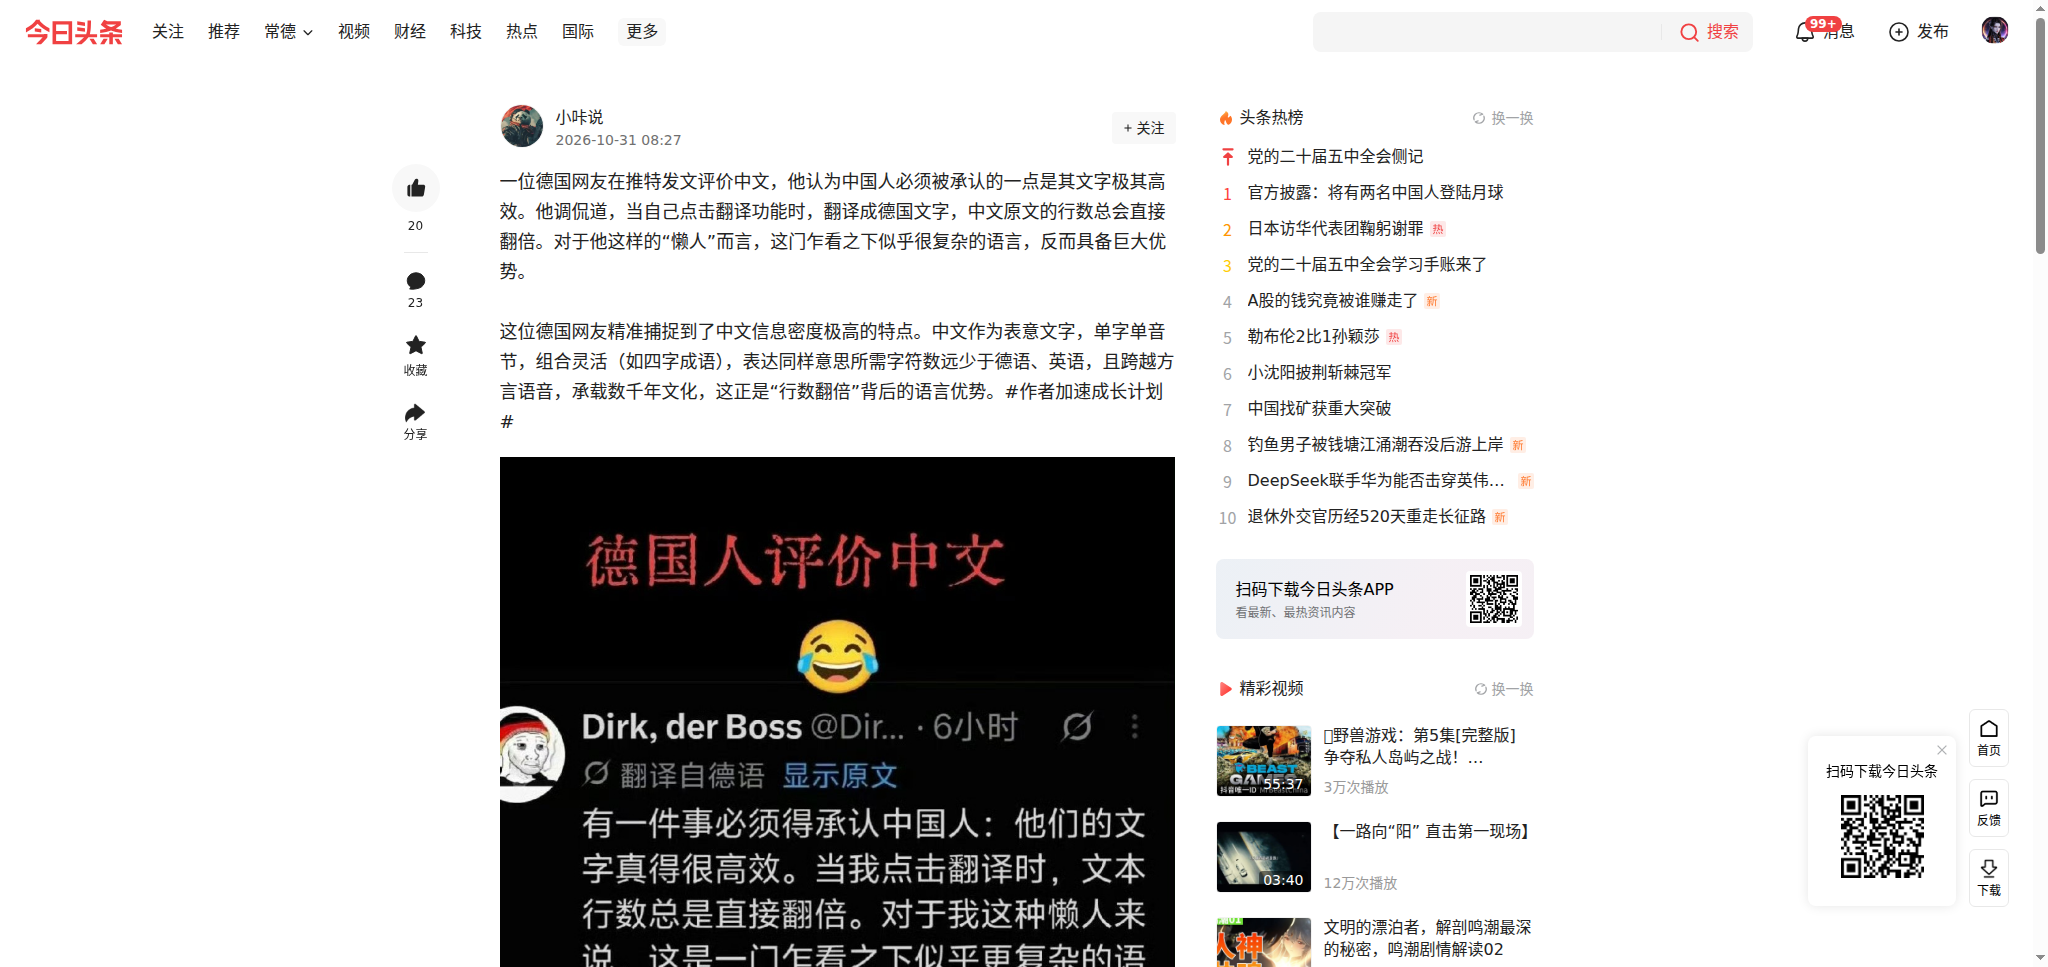 今日头条
关注 推荐 常德 视频 财经 科技 热点 国际 更多
搜索
99+
消息
发布
小咔说
2026-10-31 08:27
+ 关注
20
23
收藏
分享
一位德国网友在推特发文评价中文，他认为中国人必须被承认的一点是其文字极其高
效。他调侃道，当自己点击翻译功能时，翻译成德国文字，中文原文的行数总会直接
翻倍。对于他这样的“懒人”而言，这门乍看之下似乎很复杂的语言，反而具备巨大优
势。
这位德国网友精准捕捉到了中文信息密度极高的特点。中文作为表意文字，单字单音
节，组合灵活（如四字成语），表达同样意思所需字符数远少于德语、英语，且跨越方
言语音，承载数千年文化，这正是“行数翻倍”背后的语言优势。#作者加速成长计划
#
德国人评价中文
Dirk, der Boss @Dir... · 6小时
翻译自德语 显示原文
有一件事必须得承认中国人：他们的文
字真得很高效。当我点击翻译时，文本
行数总是直接翻倍。对于我这种懒人来
说，这是一门乍看之下似乎更复杂的语
头条热榜
换一换
党的二十届五中全会侧记
1 官方披露：将有两名中国人登陆月球
2 日本访华代表团鞠躬谢罪 热
3 党的二十届五中全会学习手账来了
4 A股的钱究竟被谁赚走了 新
5 勒布伦2比1孙颖莎 热
6 小沈阳披荆斩棘冠军
7 中国找矿获重大突破
8 钓鱼男子被钱塘江涌潮吞没后游上岸 新
9 DeepSeek联手华为能否击穿英伟... 新
10 退休外交官历经520天重走长征路 新
扫码下载今日头条APP
看最新、最热资讯内容
精彩视频
换一换
野兽游戏：第5集[完整版]
争夺私人岛屿之战！...
3万次播放
BEAST
GAMES
抖音唯一ID MrBeastChina
55:37
【一路向“阳” 直击第一现场】
12万次播放
03:40
文明的漂泊者，解剖鸣潮最深
的秘密，鸣潮剧情解读02
人神
扫码下载今日头条
首页
反馈
下载